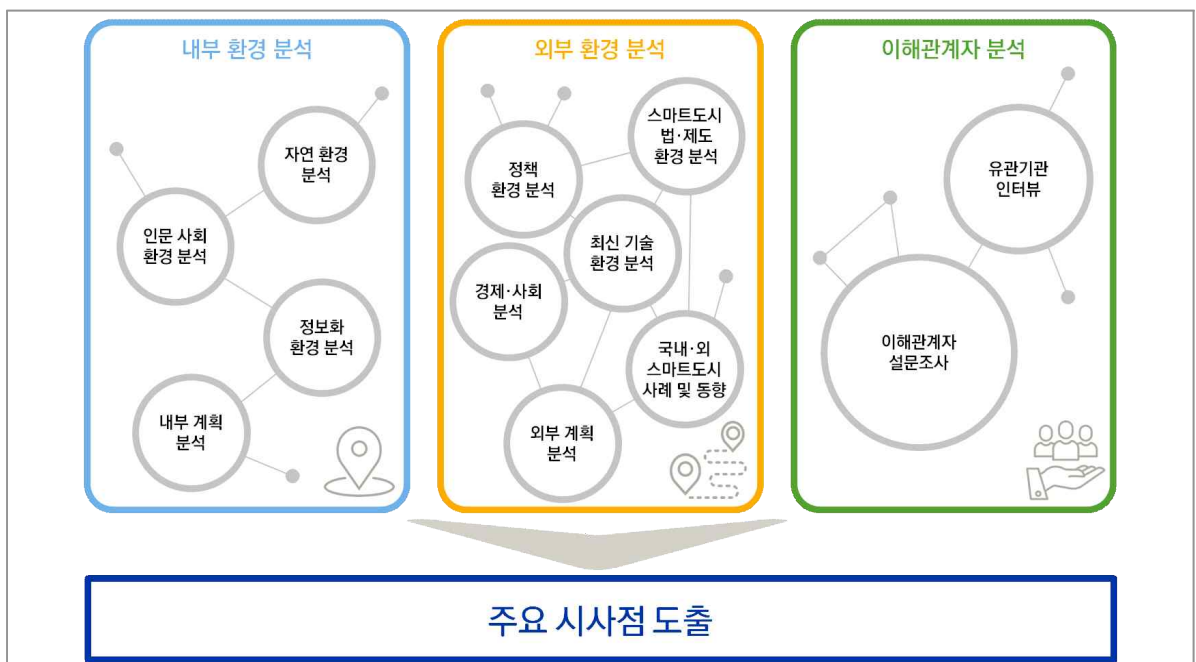 내부 환경 분석
자연 환경
분석
인문 사회
환경 분석
정보화
환경 분석
내부 계획
분석
외부 환경 분석
스마트도시
법·제도
환경 분석
정책
환경 분석
최신 기술
환경 분석
경제·사회
분석
국내·외
스마트도시
사례 및 동향
외부 계획
분석
이해관계자 분석
유관기관
인터뷰
이해관계자
설문조사
주요 시사점 도출